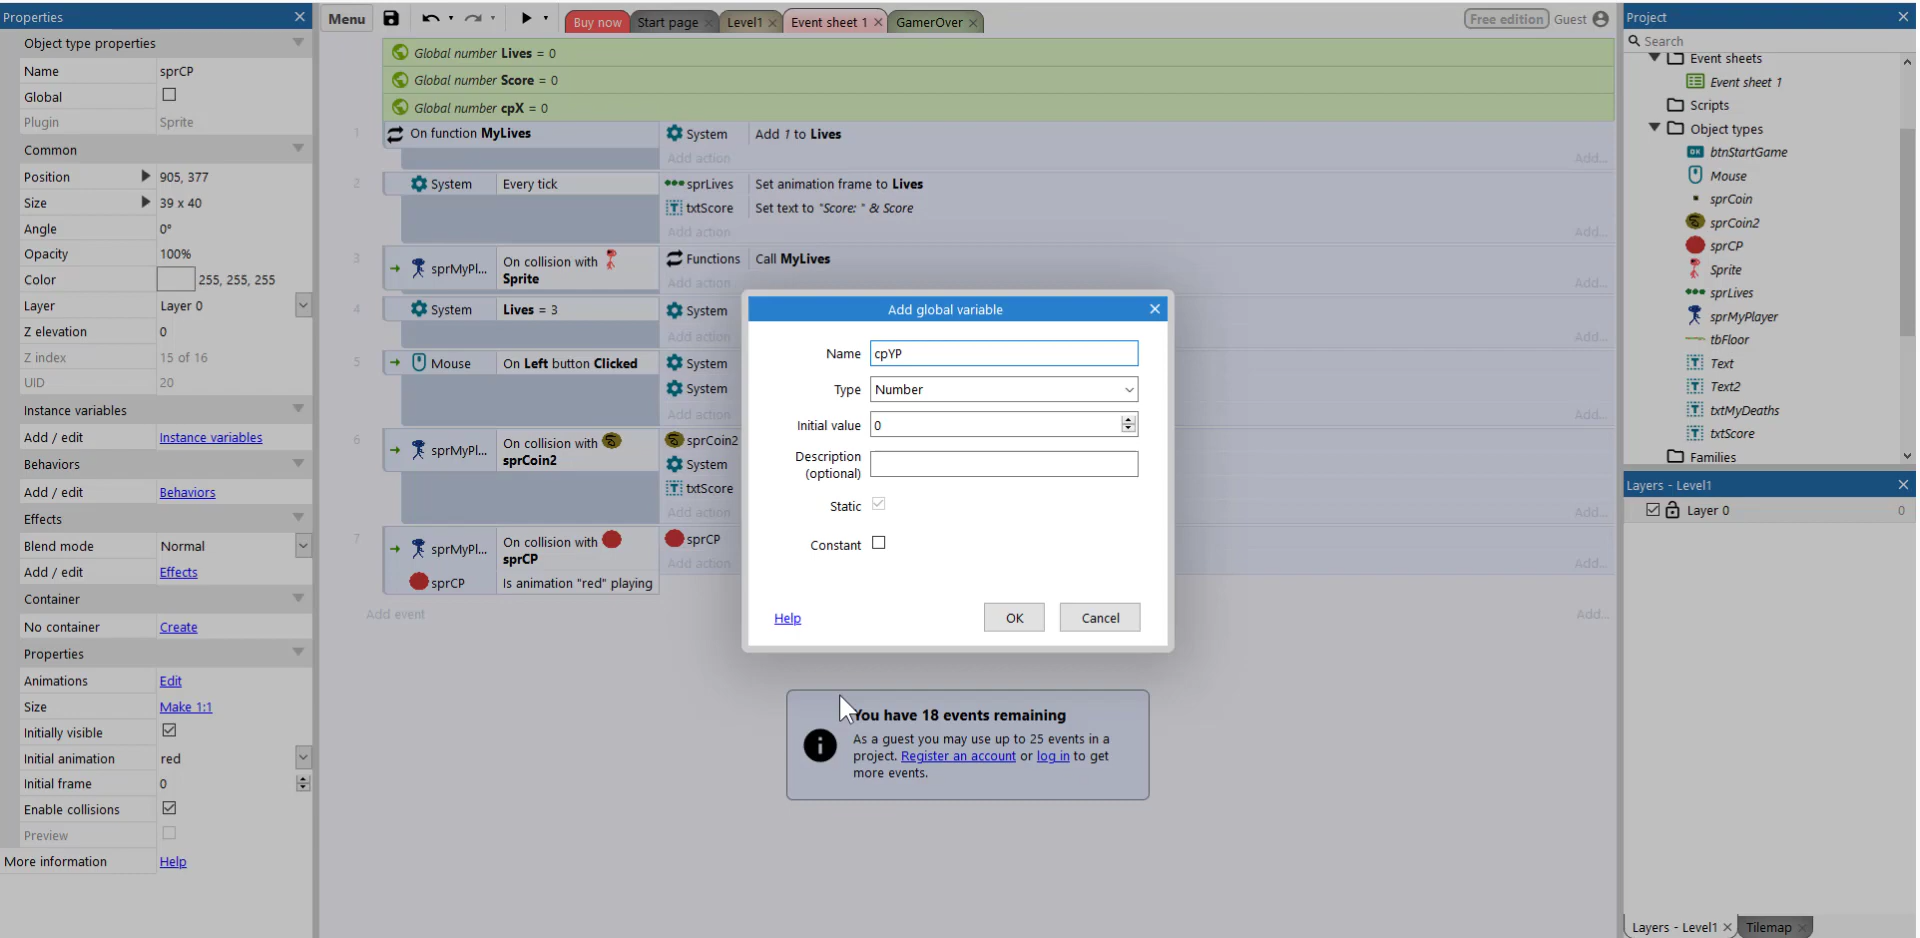 Properties
Object type properties
Name sprCP
Global
Plugin Sprite
Common
Position 905, 377
Size 39 x 40
Angle 0°
Opacity 100%
Color 255, 255, 255
Layer Layer 0
Z elevation 0
Z index 15 of 16
UID 20
Instance variables
Add / edit Instance variables
Behaviors
Add / edit Behaviors
Effects
Blend mode Normal
Add / edit Effects
Container
No container Create
Properties
Animations Edit
Size Make 1:1
Initially visible
Initial animation red
Initial frame 0
Enable collisions
Preview
More information Help
Menu Buy now Start page Level1 Event sheet 1 GamerOver Free edition Guest
Global number Lives = 0
Global number Score = 0
Global number cpX = 0
1 On function MyLives System Add 1 to Lives
Add action Add...
2 System Every tick sprLives Set animation frame to Lives
txtScore Set text to "Score: " & Score
Add action Add...
3 sprMyPl... On collision with Sprite Functions Call MyLives
Add action Add...
4 System Lives = 3 System
Add action Add...
5 Mouse On Left button Clicked System
System
Add action Add...
6 sprMyPl... On collision with sprCoin2 sprCoin2
System
txtScore
Add action Add...
7 sprMyPl... On collision with sprCP sprCP
Add action Add...
sprCP Is animation "red" playing
Add event Add...
Add global variable
Name cpYP
Type Number
Initial value 0
Description (optional)
Static
Constant
Help OK Cancel
You have 18 events remaining
As a guest you may use up to 25 events in a
project. Register an account or log in to get
more events.
Project
Search
Event sheets
Event sheet 1
Scripts
Object types
btnStartGame
Mouse
sprCoin
sprCoin2
sprCP
Sprite
sprLives
sprMyPlayer
tbFloor
Text
Text2
txtMyDeaths
txtScore
Families
Layers - Level1
Layer 0 0
Layers - Level1 Tilemap